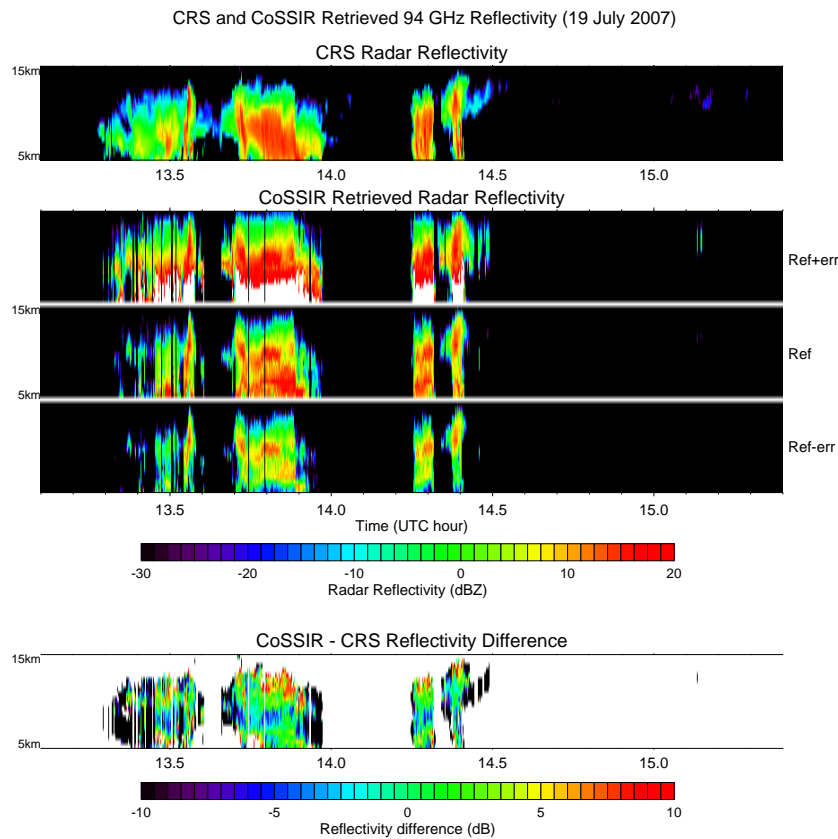 CRS and CoSSIR Retrieved 94 GHz Reflectivity (19 July 2007)
CRS Radar Reflectivity
15km
5km
13.5 14.0 14.5 15.0
CoSSIR Retrieved Radar Reflectivity
Ref+err
15km
Ref
5km
Ref-err
13.5 14.0 14.5 15.0
Time (UTC hour)
-30 -20 -10 0 10 20
Radar Reflectivity (dBZ)
CoSSIR - CRS Reflectivity Difference
15km
5km
13.5 14.0 14.5 15.0
-10 -5 0 5 10
Reflectivity difference (dB)